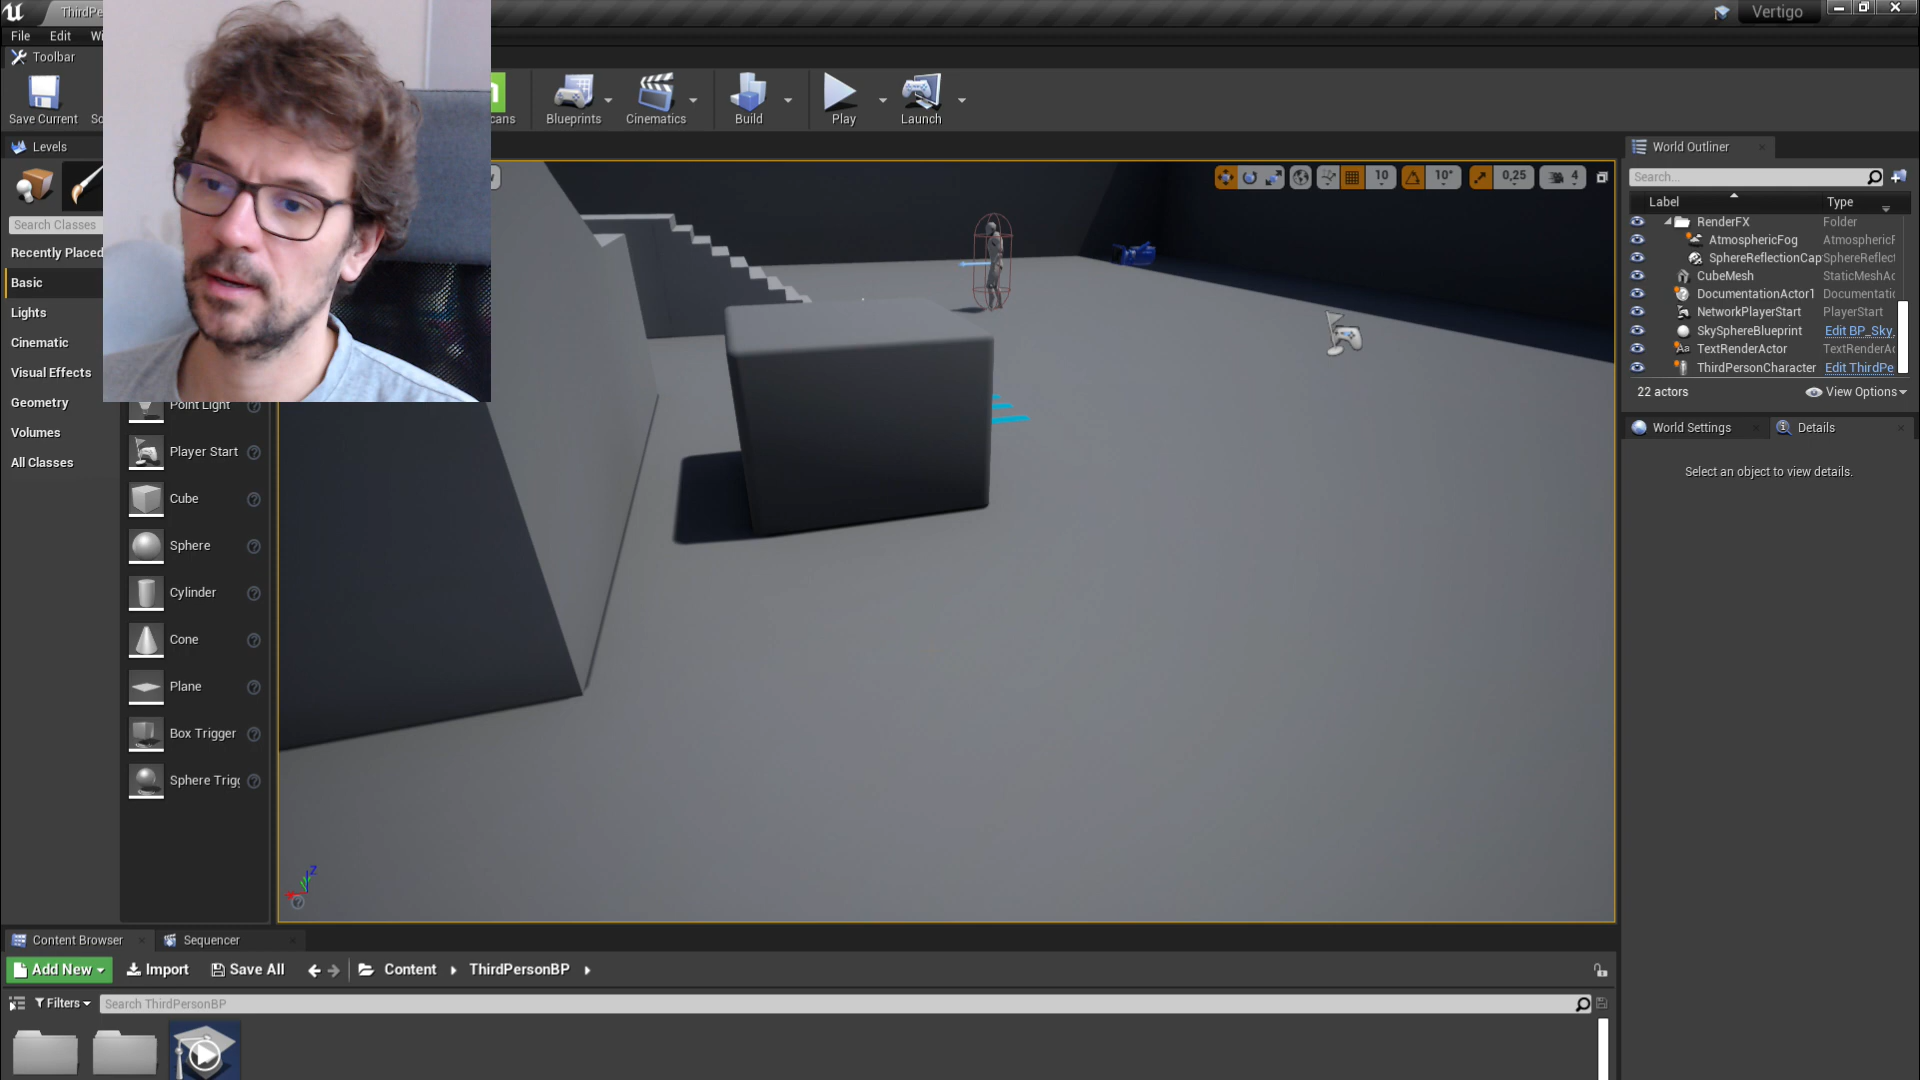 ThirdPe
Vertigo
File
Edit
Toolbar
Save Current
Blueprints
Cinematics
Build
Play
Launch
Levels
World Outliner
10
10°
0,25
4
Search...
Label
Type
Search Classes
RenderFX
Folder
AtmosphericFog
AtmosphericF
Recently Placed
SphereReflectionCap
SphereReflect
CubeMesh
StaticMeshAc
Basic
DocumentationActor1
Documentatic
Lights
NetworkPlayerStart
PlayerStart
SkySphereBlueprint
Edit BP_Sky
Cinematic
TextRenderActor
TextRenderAc
Visual Effects
ThirdPersonCharacter
Edit ThirdPe
22 actors
View Options
Geometry
Point Light
World Settings
Details
Volumes
Player Start
All Classes
Select an object to view details.
Cube
Sphere
Cylinder
Cone
Plane
Box Trigger
Sphere Trigg
Z
Content Browser
Sequencer
Add New
Import
Save All
Content
ThirdPersonBP
Filters
Search ThirdPersonBP